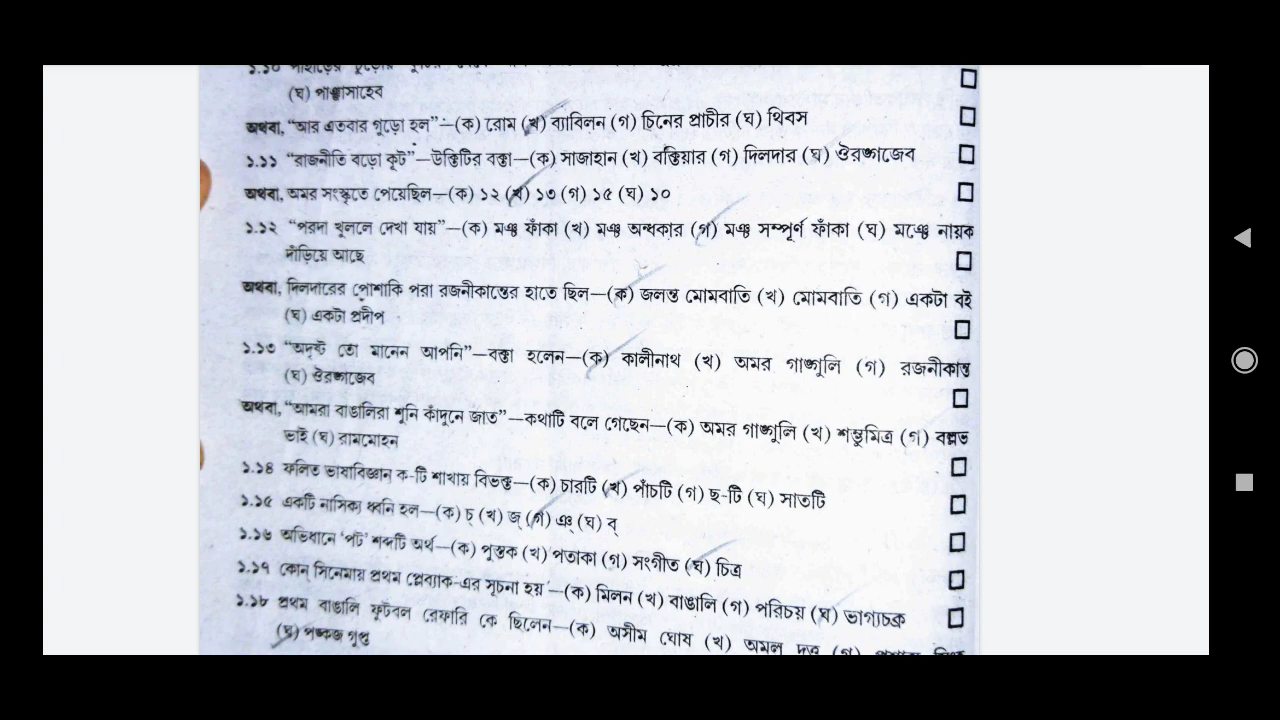 (ঘ) পাঞ্জাসাহেব
অথবা, “আর এতবার গুড়ো হল”—(ক) রোম (খ) ব্যাবিলন (গ) চিনের প্রাচীর (ঘ) থিবস
১.১১ “রাজনীতি বড়ো কূট”—উক্তিটির বক্তা—(ক) সাজাহান (খ) বক্তিয়ার (গ) দিলদার (ঘ) ঔরঙ্গজেব
অথবা, অমর সংস্কৃতে পেয়েছিল—(ক) ১২ (খ) ১৩ (গ) ১৫ (ঘ) ১০
১.১২ “পরদা খুললে দেখা যায়”—(ক) মঞ্চ ফাঁকা (খ) মঞ্চ অন্ধকার (গ) মঞ্চ সম্পূর্ণ ফাঁকা (ঘ) মঞ্চে নায়ক
দাঁড়িয়ে আছে
অথবা, দিলদারের পোশাকি পরা রজনীকান্তের হাতে ছিল—(ক) জলন্ত মোমবাতি (খ) মোমবাতি (গ) একটা বই
(ঘ) একটা প্রদীপ
১.১৩ “অদৃষ্ট তো মানেন আপনি”—বক্তা হলেন—(ক) কালীনাথ (খ) অমর গাঙ্গুলি (গ) রজনীকান্ত
(ঘ) ঔরঙ্গজেব
অথবা, “আমরা বাঙালিরা শুনি কাঁদুনে জাত”—কথাটি বলে গেছেন—(ক) অমর গাঙ্গুলি (খ) শম্ভুমিত্র (গ) বল্লভ
ভাই (ঘ) রামমোহন
১.১৪ ফলিত ভাষাবিজ্ঞান ক-টি শাখায় বিভক্ত—(ক) চারটি (খ) পাঁচটি (গ) ছ-টি (ঘ) সাতটি
১.১৫ একটি নাসিক্য ধ্বনি হল—(ক) চ্ (খ) জ্ (গ) ঞ্ (ঘ) ব্
১.১৬ অভিধানে ‘পট’ শব্দটি অর্থ—(ক) পুস্তক (খ) পতাকা (গ) সংগীত (ঘ) চিত্র
১.১৭ কোন্ সিনেমায় প্রথম প্লেব্যাক-এর সূচনা হয়—(ক) মিলন (খ) বাঙালি (গ) পরিচয় (ঘ) ভাগ্যচক্র
১.১৮ প্রথম বাঙালি ফুটবল রেফারি কে ছিলেন—(ক) অসীম ঘোষ (খ) অমল দত্ত (গ)
(ঘ) পঙ্কজ গুপ্ত